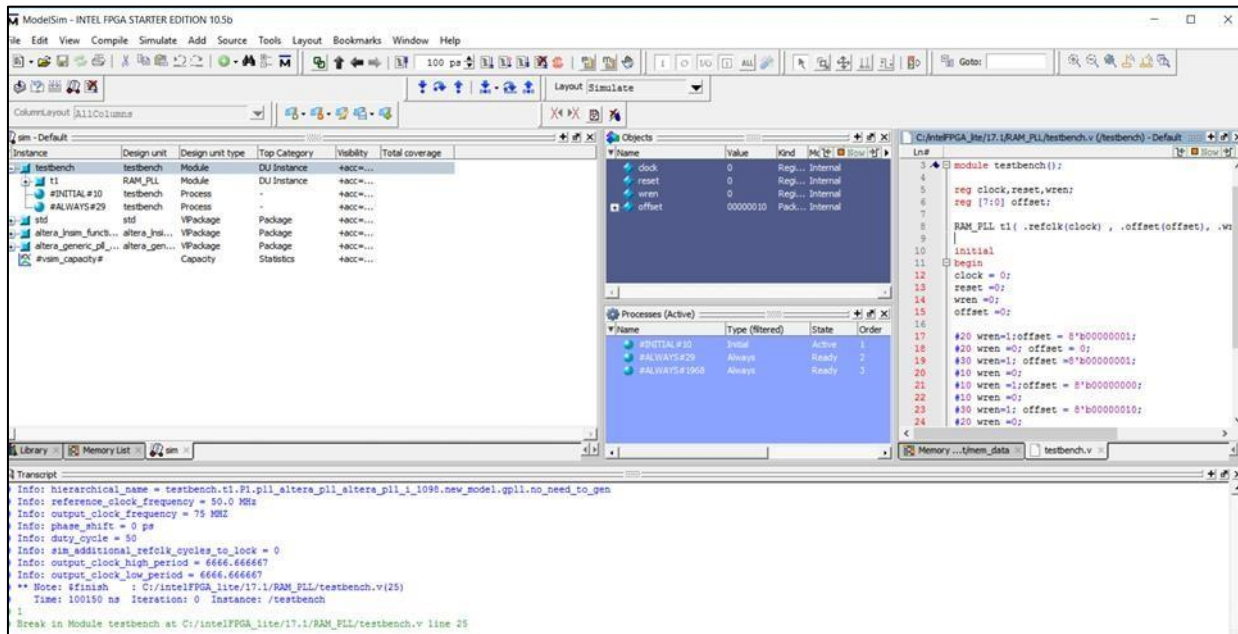 ModelSim - INTEL FPGA STARTER EDITION 10.5b
ile Edit View Compile Simulate Add Source Tools Layout Bookmarks Window Help
100 ps
Goto:
Layout Simulate
ColumnLayout AllColumns
sim - Default
Instance Design unit Design unit type Top Category Visibility Total coverage
testbench testbench Module DU Instance +acc=...
t1 RAM_PLL Module DU Instance +acc=...
#INITIAL#10 testbench Process - +acc=...
#ALWAYS#29 testbench Process - +acc=...
std std VIPackage Package +acc=...
altera_lnsim_functi... altera_lnsi... VIPackage Package +acc=...
altera_generic_pll_... altera_gen... VIPackage Package +acc=...
#vsim_capacity# Capacity Statistics +acc=...
Library Memory List sim
Objects
Name Value Kind
Now
clock 0 Regi... Internal
reset 0 Regi... Internal
wren 0 Regi... Internal
offset 00000010 Pack... Internal
Processes (Active)
Name Type (filtered) State Order
#INITIAL#10 Initial Active 1
#ALWAYS#29 Always Ready 2
#ALWAYS#1968 Always Ready 3
C:/intelFPGA_lite/17.1/RAM_PLL/testbench.v (/testbench) - Default
Ln#
Now
3 module testbench();
4
5 reg clock,reset,wren;
6 reg [7:0] offset;
7
8 RAM_PLL t1( .refclk(clock) , .offset(offset), .wr
9
10 initial
11 begin
12 clock = 0;
13 reset =0;
14 wren =0;
15 offset =0;
16
17 #20 wren=1;offset = 8'b00000001;
18 #20 wren =0; offset = 0;
19 #30 wren=1; offset =8'b00000001;
20 #10 wren =0;
21 #10 wren =1;offset = 8'b00000000;
22 #10 wren =0;
23 #30 wren=1; offset = 8'b00000010;
24 #20 wren =0;
Memory ...t/mem_data testbench.v
Transcript
Info: hierarchical_name = testbench.t1.P1.pll_altera_pll_altera_pll_i_1098.new_model.gpll.no_need_to_gen
Info: reference_clock_frequency = 50.0 MHz
Info: output_clock_frequency = 75 MHZ
Info: phase_shift = 0 ps
Info: duty_cycle = 50
Info: sim_additional_refclk_cycles_to_lock = 0
Info: output_clock_high_period = 6666.666667
Info: output_clock_low_period = 6666.666667
** Note: $finish : C:/intelFPGA_lite/17.1/RAM_PLL/testbench.v(25)
Time: 100150 ns Iteration: 0 Instance: /testbench
1
Break in Module testbench at C:/intelFPGA_lite/17.1/RAM_PLL/testbench.v line 25